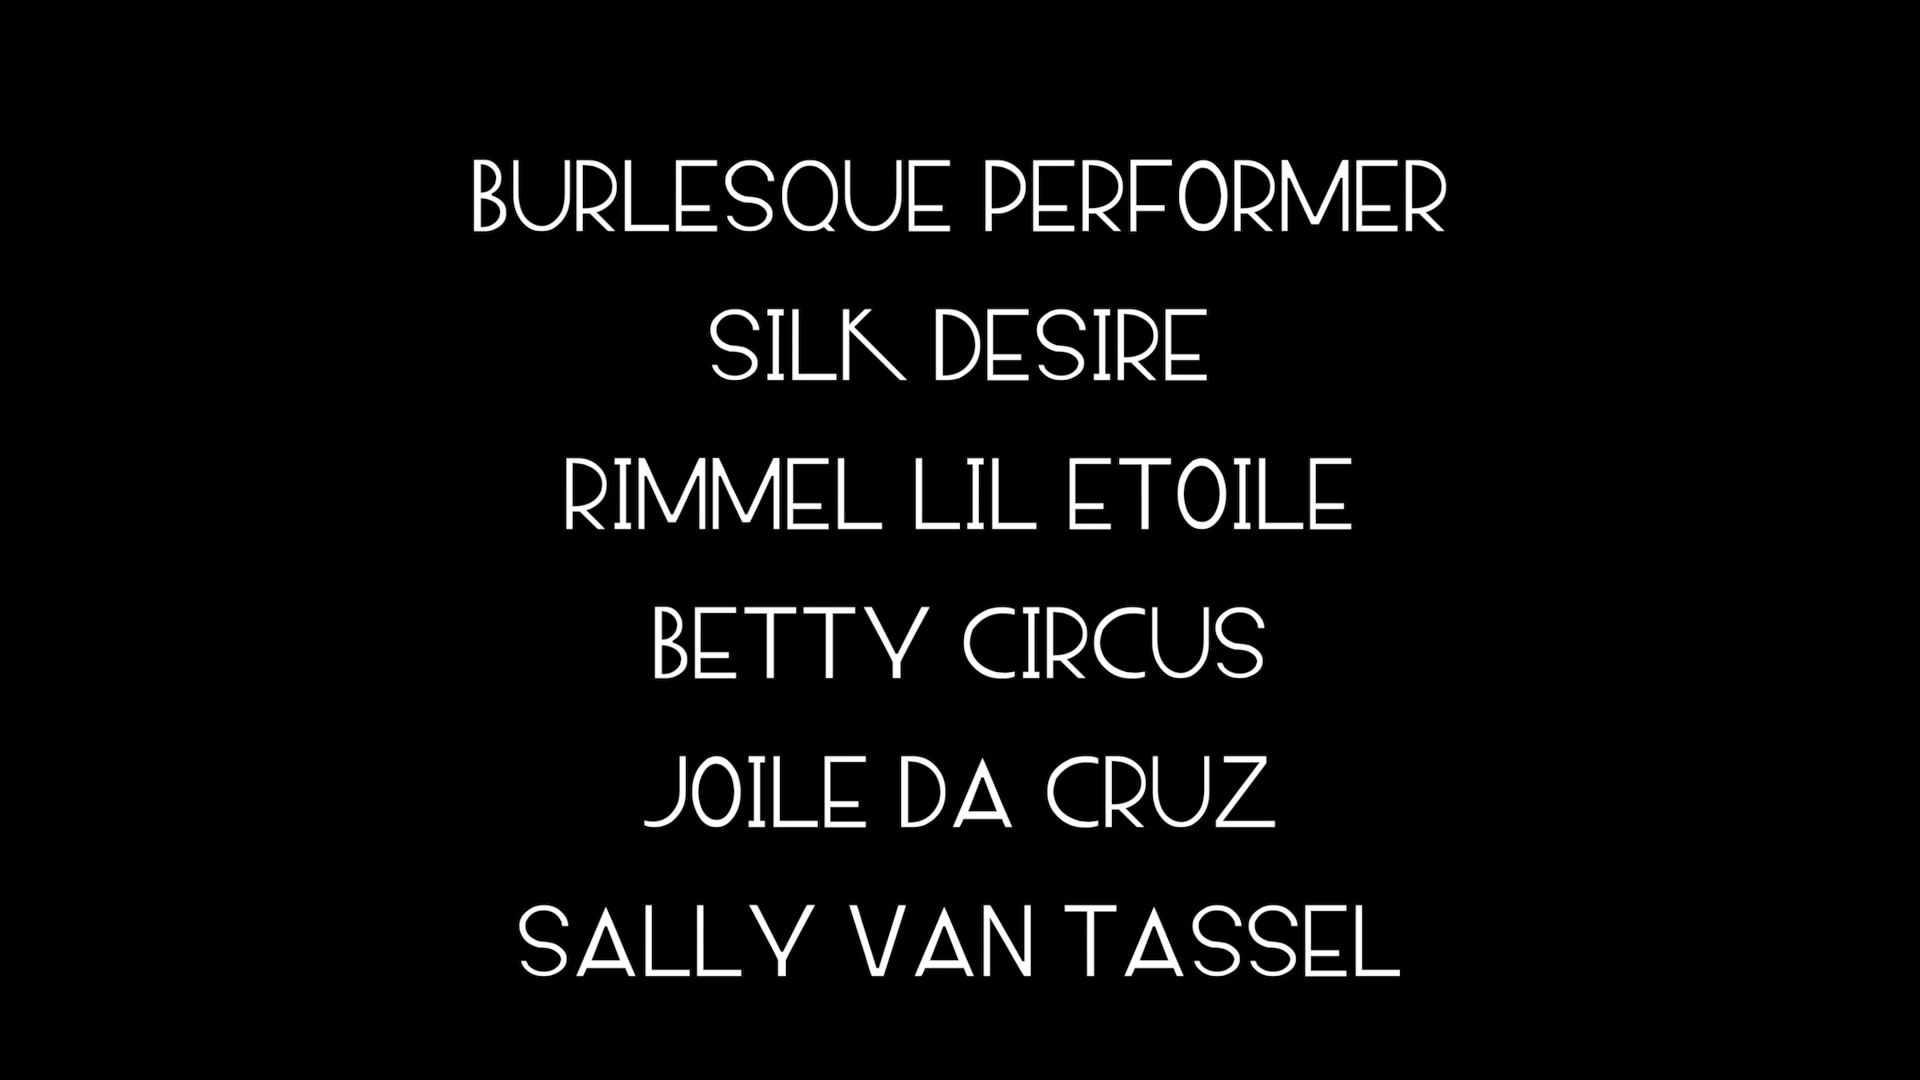 BURLESQUE PERFORMER
SILK DESIRE
RIMMEL LIL ETOILE
BETTY CIRCUS
JOILE DA CRUZ
SALLY VAN TASSEL